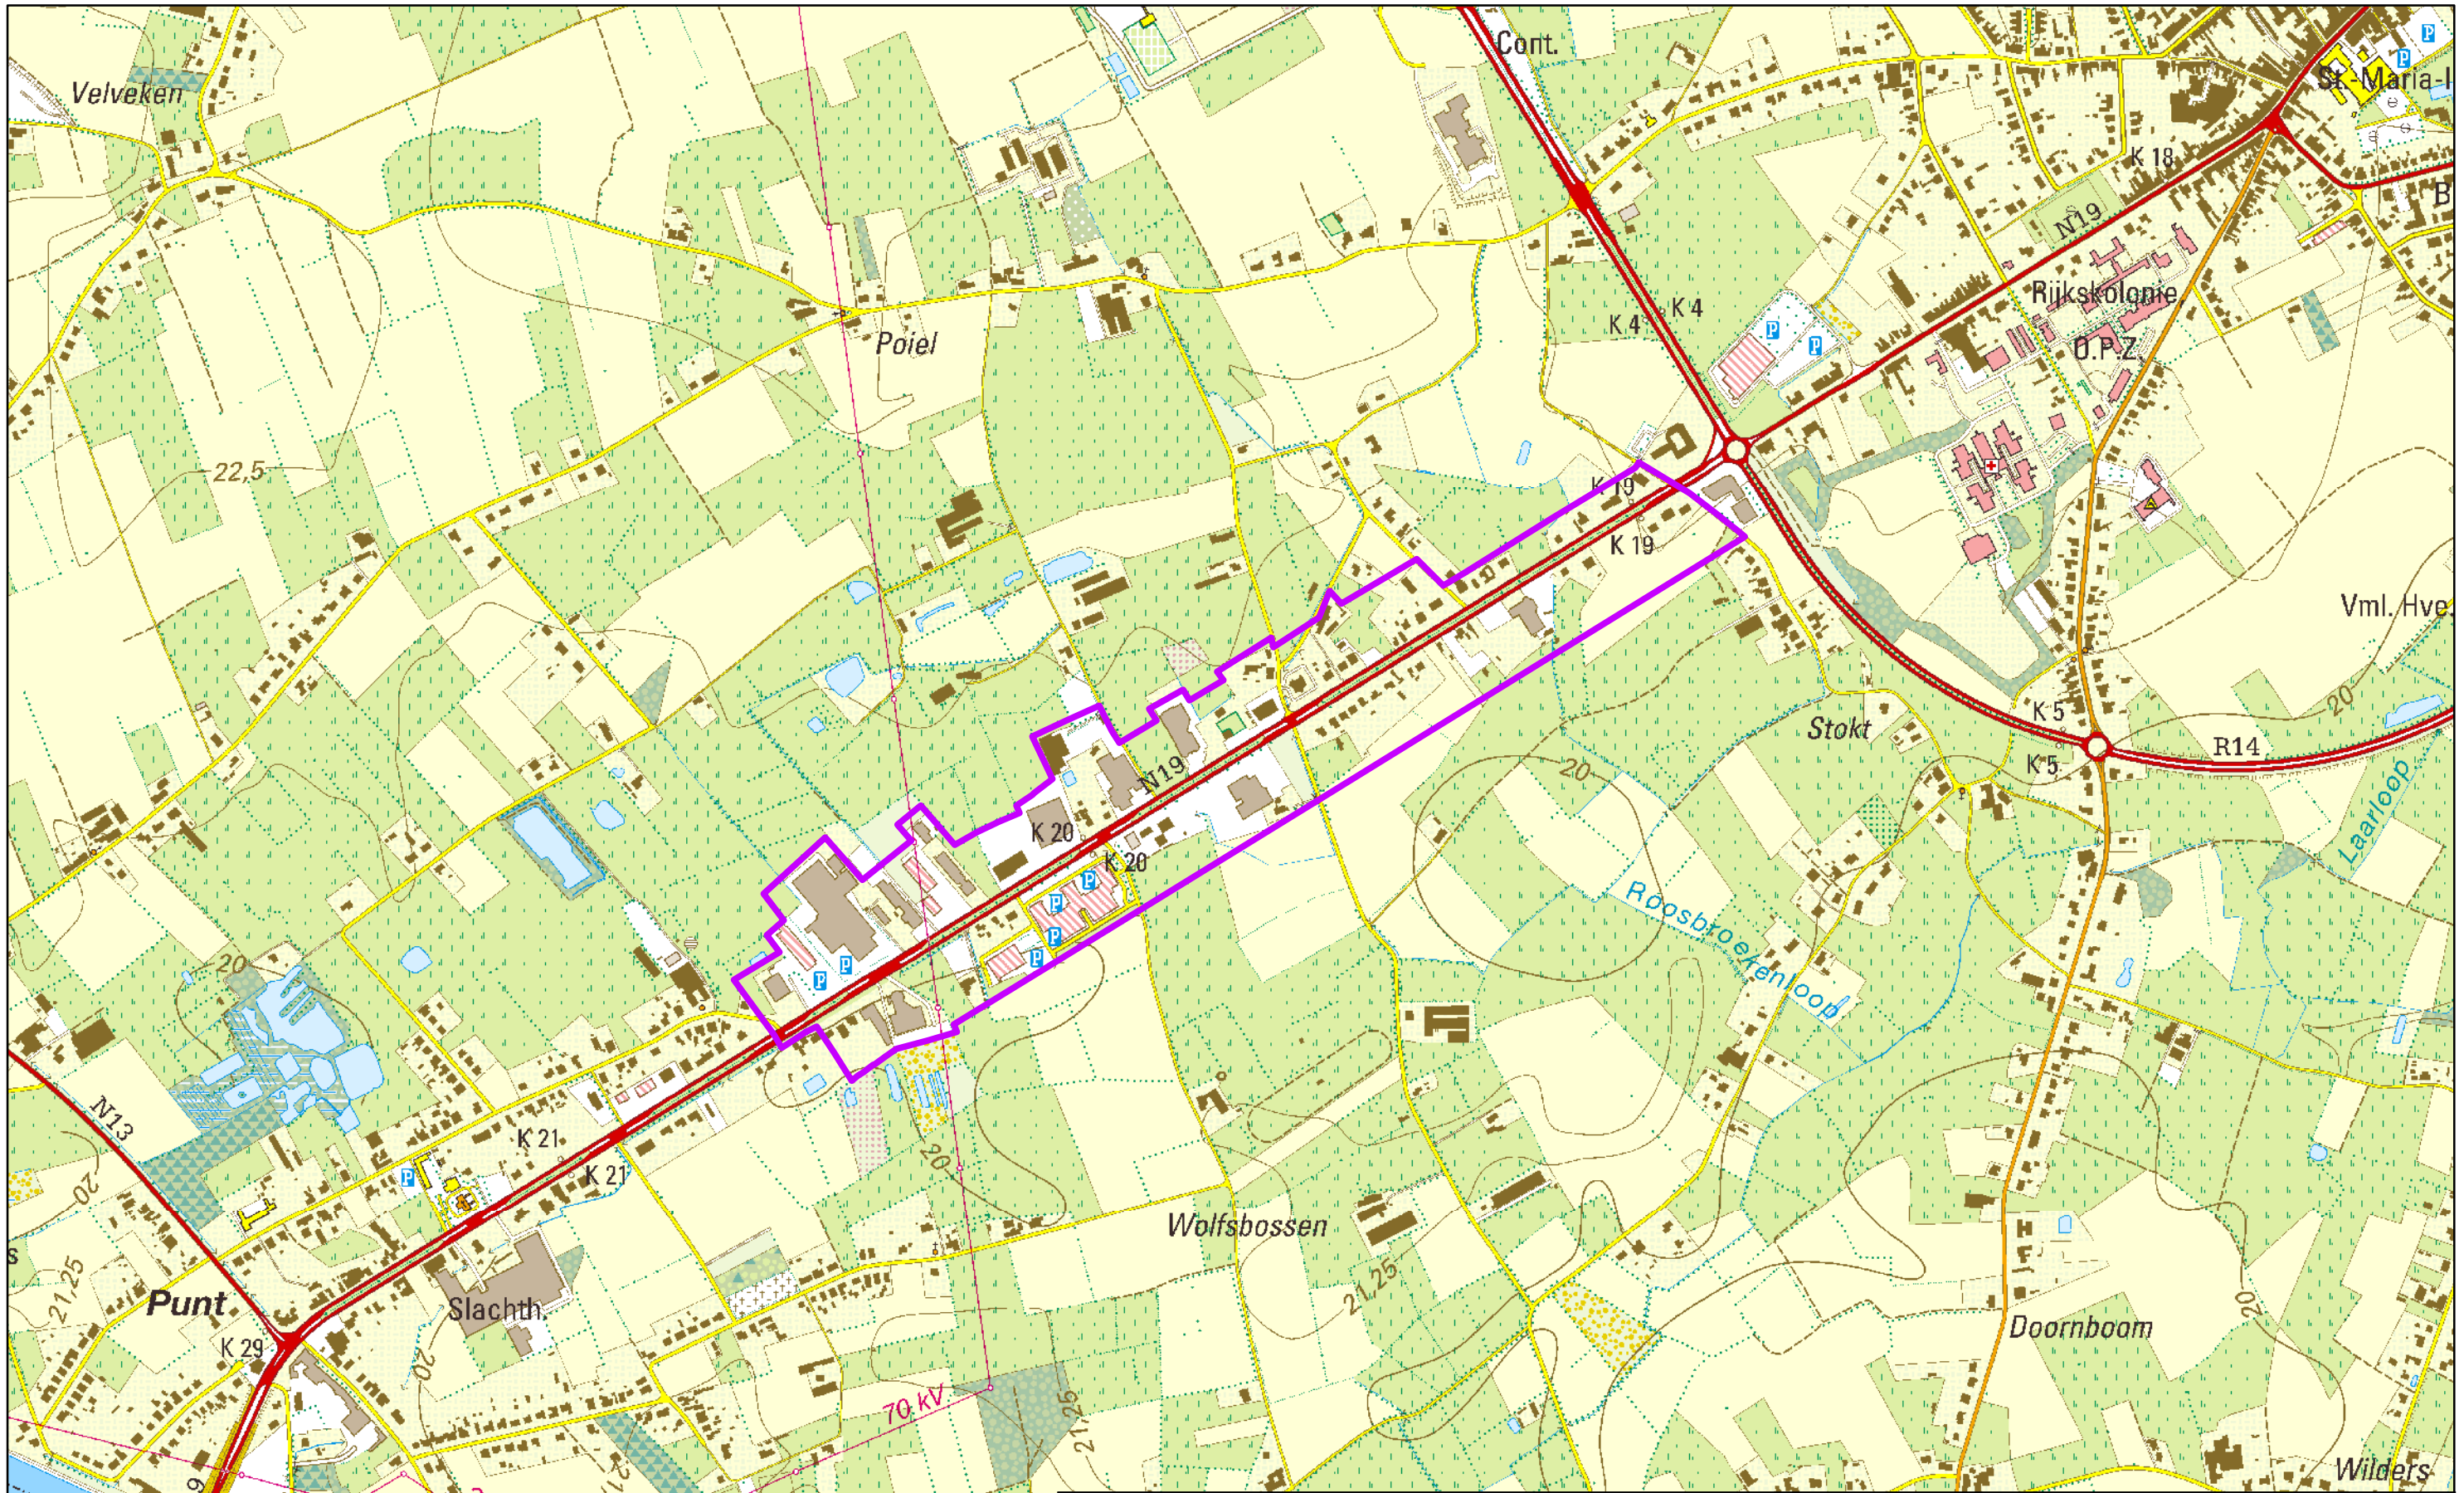 Cont.
P
P
St.-Maria-I
Velveken
K 18
B
N19
Rijkskolonie,
K 4
K 4
P
P
O.P.Z.
Poiel
22,5
K 19
K 19
Vml. Hve.
20
K 5
Stokt
R14
K 5
20
N19
Laarloop
K 20
K 20
P
P
P
P
Roosbroekenloop
20
P
P
N13
K 21
K 21
P
20
20
Wolfsbossen
s
21,25
21,25
20
Punt
Slachth.
Doornboom
K 29
20
70 kV
21,25
Wilders
9